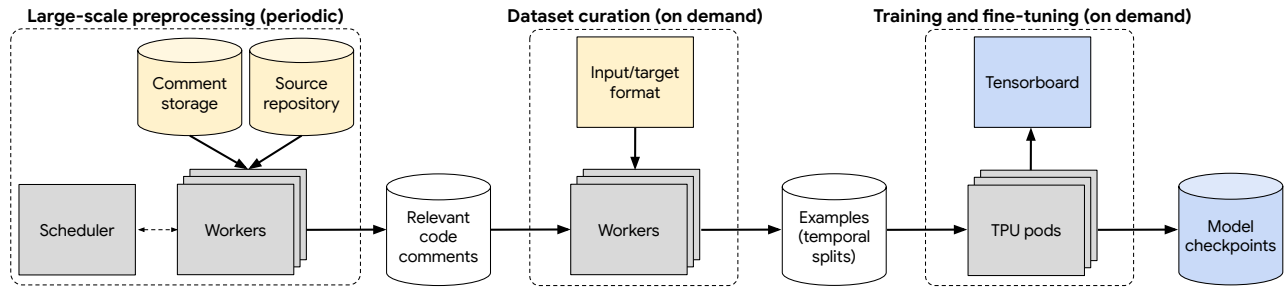 Large-scale preprocessing (periodic)
Dataset curation (on demand)
Training and fine-tuning (on demand)
Comment
storage
Source
repository
Input/target
format
Tensorboard
Scheduler
Workers
Relevant
code
comments
Workers
Examples
(temporal
splits)
TPU pods
Model
checkpoints